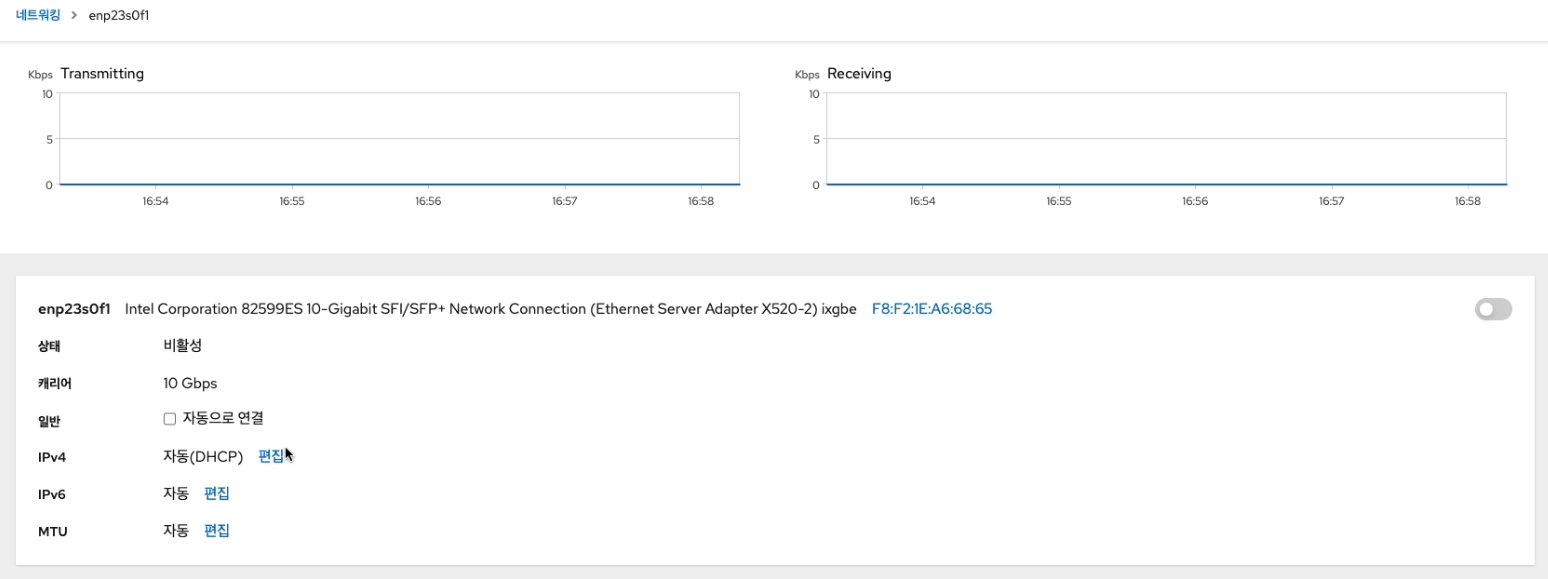 네트워킹 > enp23s0f1
Kbps Transmitting
10
5
0
16:54 16:55 16:56 16:57 16:58
Kbps Receiving
10
5
0
16:54 16:55 16:56 16:57 16:58
enp23s0f1 Intel Corporation 82599ES 10-Gigabit SFI/SFP+ Network Connection (Ethernet Server Adapter X520-2) ixgbe F8:F2:1E:A6:68:65
상태 비활성
캐리어 10 Gbps
일반 자동으로 연결
IPv4 자동(DHCP) 편집
IPv6 자동 편집
MTU 자동 편집